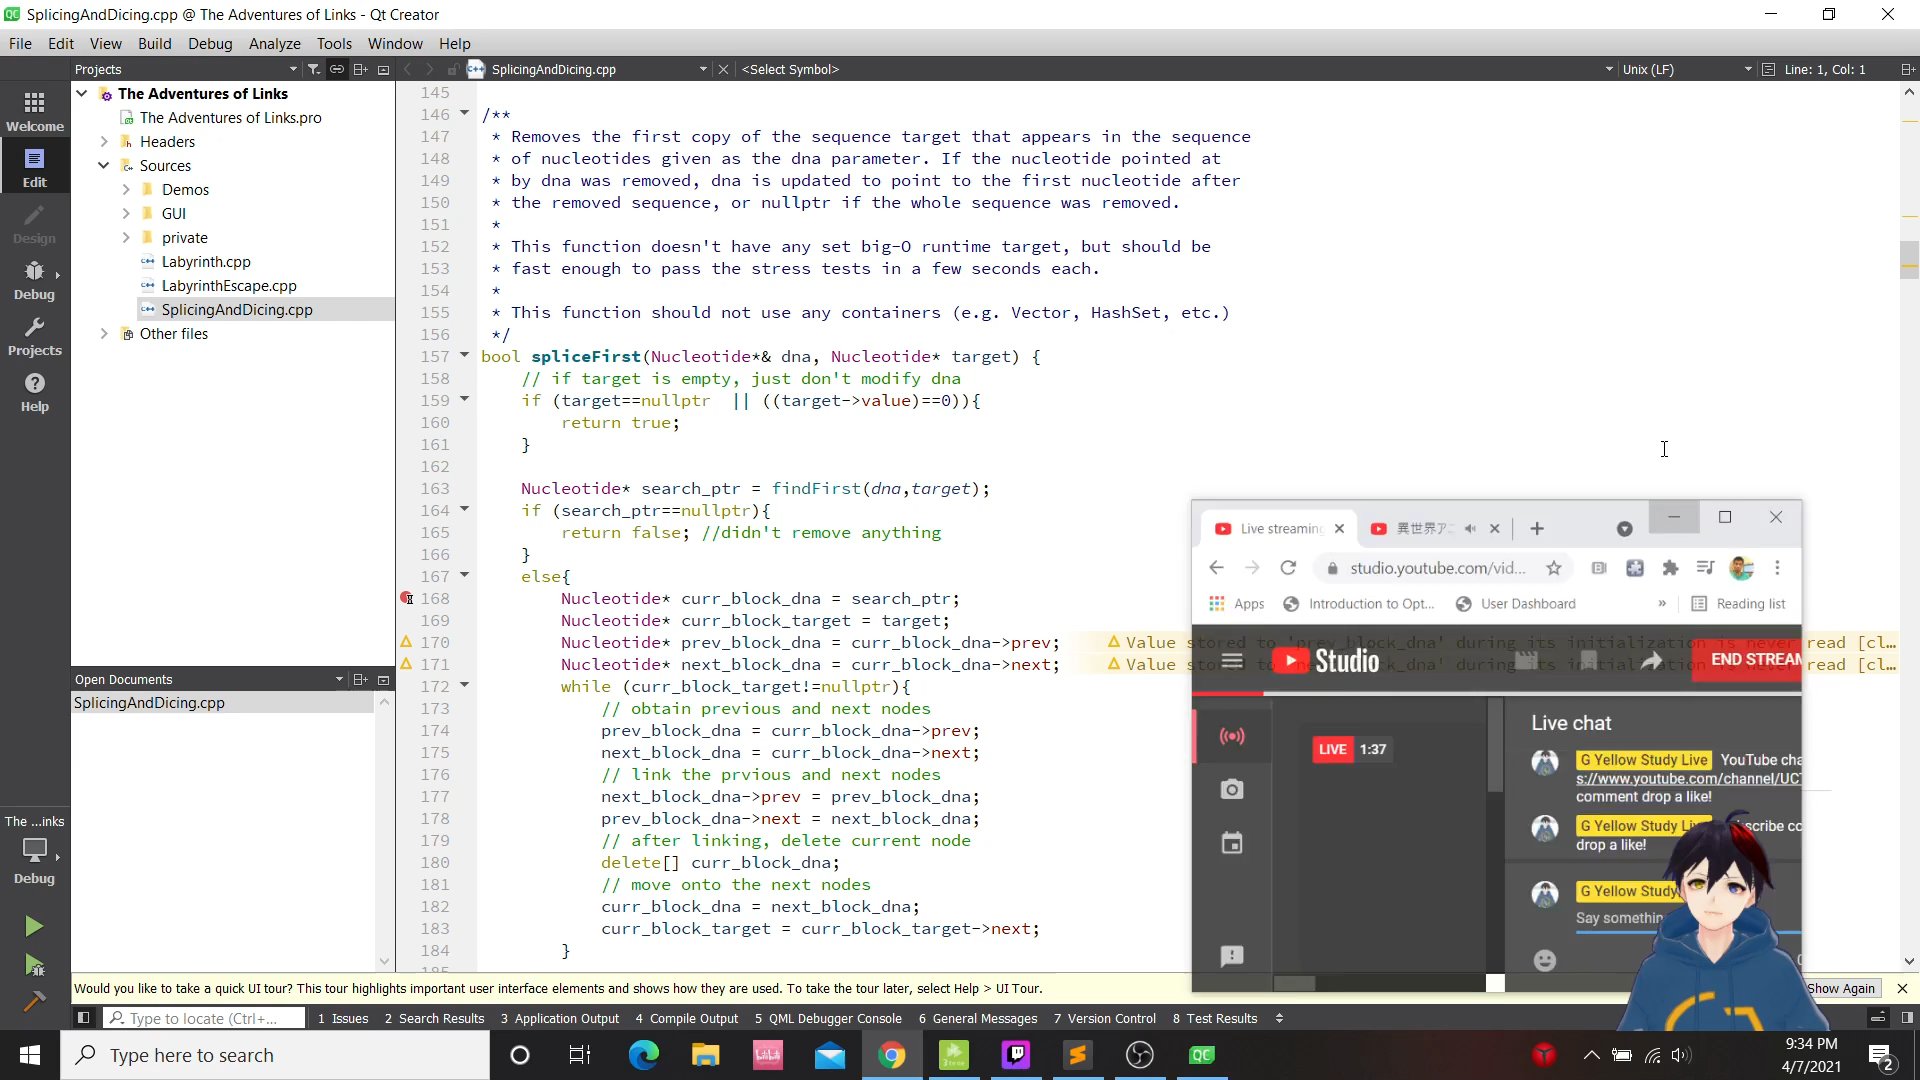 SplicingAndDicing.cpp @ The Adventures of Links - Qt Creator
File Edit View Build Debug Analyze Tools Window Help
Projects
SplicingAndDicing.cpp
<Select Symbol>
Unix (LF)
Line: 1, Col: 1
Welcome
Edit
Design
Debug
Projects
Help
The Adventures of Links
The Adventures of Links.pro
Headers
Sources
Demos
GUI
private
Labyrinth.cpp
LabyrinthEscape.cpp
SplicingAndDicing.cpp
Other files
Open Documents
SplicingAndDicing.cpp
The ...inks
Debug
145
146 /**
147 * Removes the first copy of the sequence target that appears in the sequence
148 * of nucleotides given as the dna parameter. If the nucleotide pointed at
149 * by dna was removed, dna is updated to point to the first nucleotide after
150 * the removed sequence, or nullptr if the whole sequence was removed.
151 *
152 * This function doesn't have any set big-O runtime target, but should be
153 * fast enough to pass the stress tests in a few seconds each.
154 *
155 * This function should not use any containers (e.g. Vector, HashSet, etc.)
156 */
157 bool spliceFirst(Nucleotide*& dna, Nucleotide* target) {
158 // if target is empty, just don't modify dna
159 if (target==nullptr || ((target->value)==0)){
160 return true;
161 }
162
163 Nucleotide* search_ptr = findFirst(dna,target);
164 if (search_ptr==nullptr){
165 return false; //didn't remove anything
166 }
167 else{
168 Nucleotide* curr_block_dna = search_ptr;
169 Nucleotide* curr_block_target = target;
170 Nucleotide* prev_block_dna = curr_block_dna->prev; Value stored to 'prev_block_dna' during its initialization is never read [cl...
171 Nucleotide* next_block_dna = curr_block_dna->next; Value read [cl...
172 while (curr_block_target!=nullptr){
173 // obtain previous and next nodes
174 prev_block_dna = curr_block_dna->prev;
175 next_block_dna = curr_block_dna->next;
176 // link the prvious and next nodes
177 next_block_dna->prev = prev_block_dna;
178 prev_block_dna->next = next_block_dna;
179 // after linking, delete current node
180 delete[] curr_block_dna;
181 // move onto the next nodes
182 curr_block_dna = next_block_dna;
183 curr_block_target = curr_block_target->next;
184 }
Live streaming
異世界ア
studio.youtube.com/vid...
Apps Introduction to Opt... User Dashboard » Reading list
Studio
END STREAM
LIVE 1:37
Live chat
G Yellow Study Live YouTube cha
s://www.youtube.com/channel/UC
comment drop a like!
G Yellow Study Liv scribe co
drop a like!
G Yellow Study
Say somethin
Would you like to take a quick UI tour? This tour highlights important user interface elements and shows how they are used. To take the tour later, select Help > UI Tour.
Show Again
Type to locate (Ctrl+...
1 Issues 2 Search Results 3 Application Output 4 Compile Output 5 QML Debugger Console 6 General Messages 7 Version Control 8 Test Results
Type here to search
QC
9:34 PM
4/7/2021
2